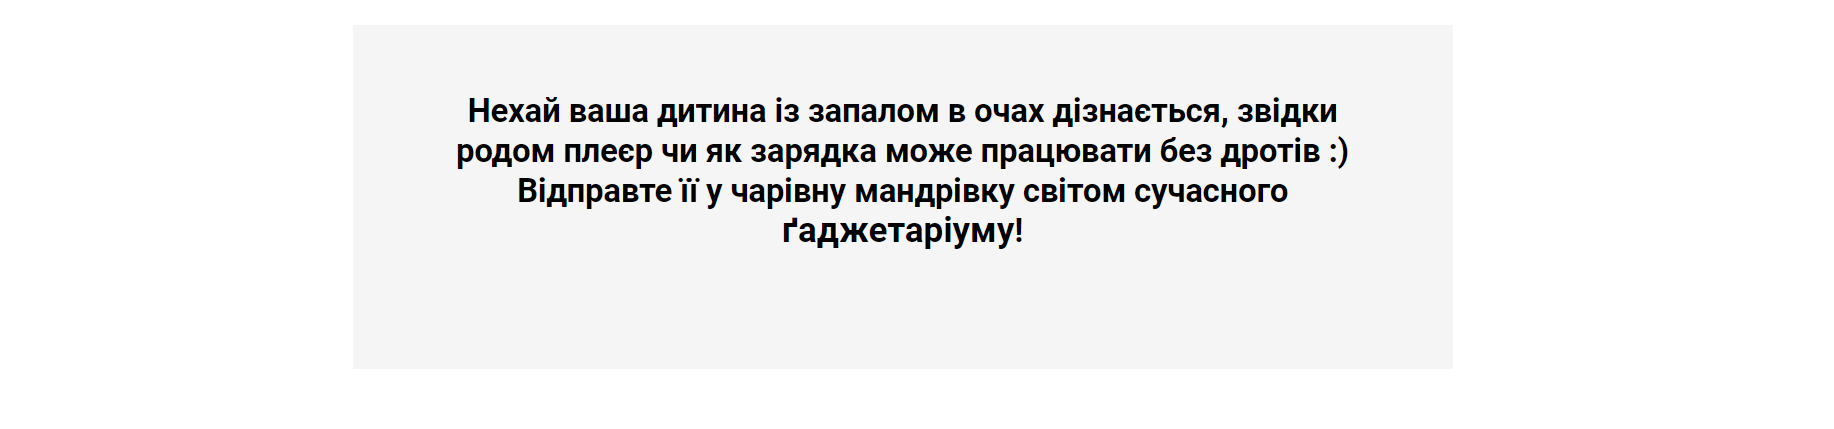 Нехай ваша дитина із запалом в очах дізнається, звідки
родом плеєр чи як зарядка може працювати без дротів :)
Відправте її у чарівну мандрівку світом сучасного
ґаджетаріуму!